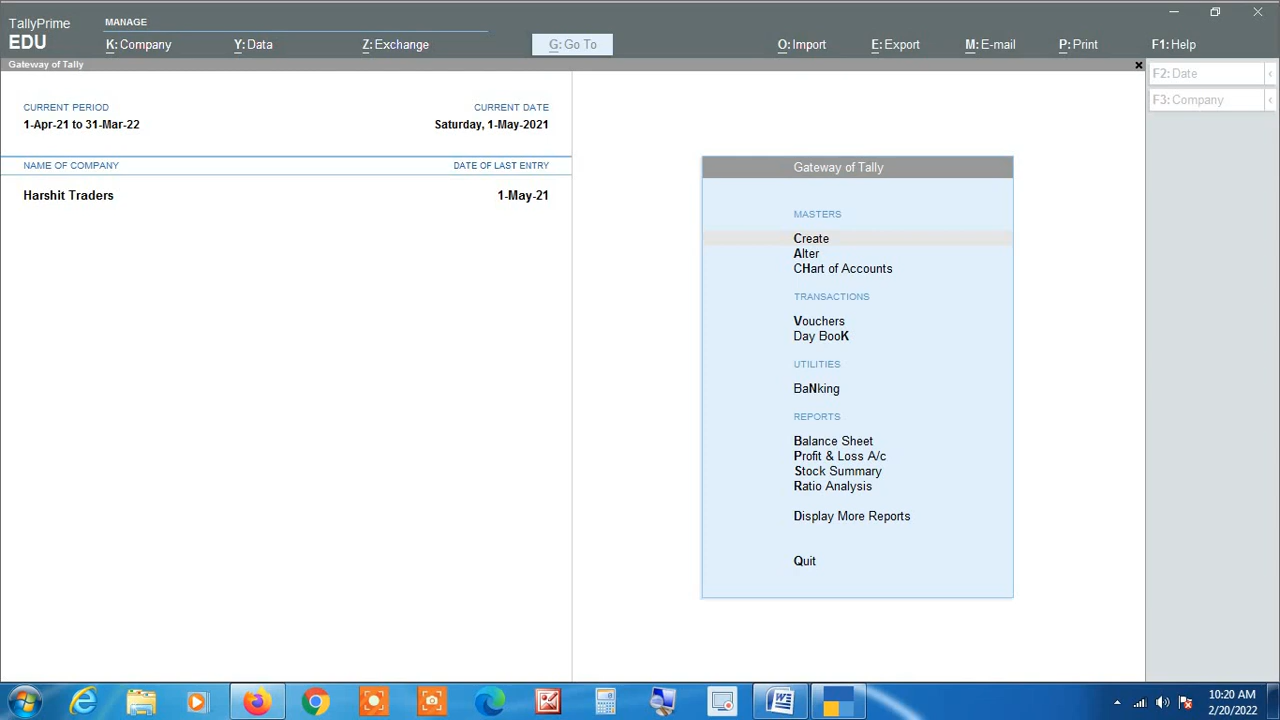 TallyPrime
EDU
MANAGE
K: Company
Y: Data
Z: Exchange
G: Go To
O: Import
E: Export
M: E-mail
P: Print
F1: Help
Gateway of Tally
F2: Date
F3: Company
CURRENT PERIOD
CURRENT DATE
1-Apr-21 to 31-Mar-22
Saturday, 1-May-2021
NAME OF COMPANY
DATE OF LAST ENTRY
Harshit Traders
1-May-21
Gateway of Tally
MASTERS
Create
Alter
CHart of Accounts
TRANSACTIONS
Vouchers
Day BooK
UTILITIES
BaNking
REPORTS
Balance Sheet
Profit & Loss A/c
Stock Summary
Ratio Analysis
Display More Reports
Quit
10:20 AM
2/20/2022